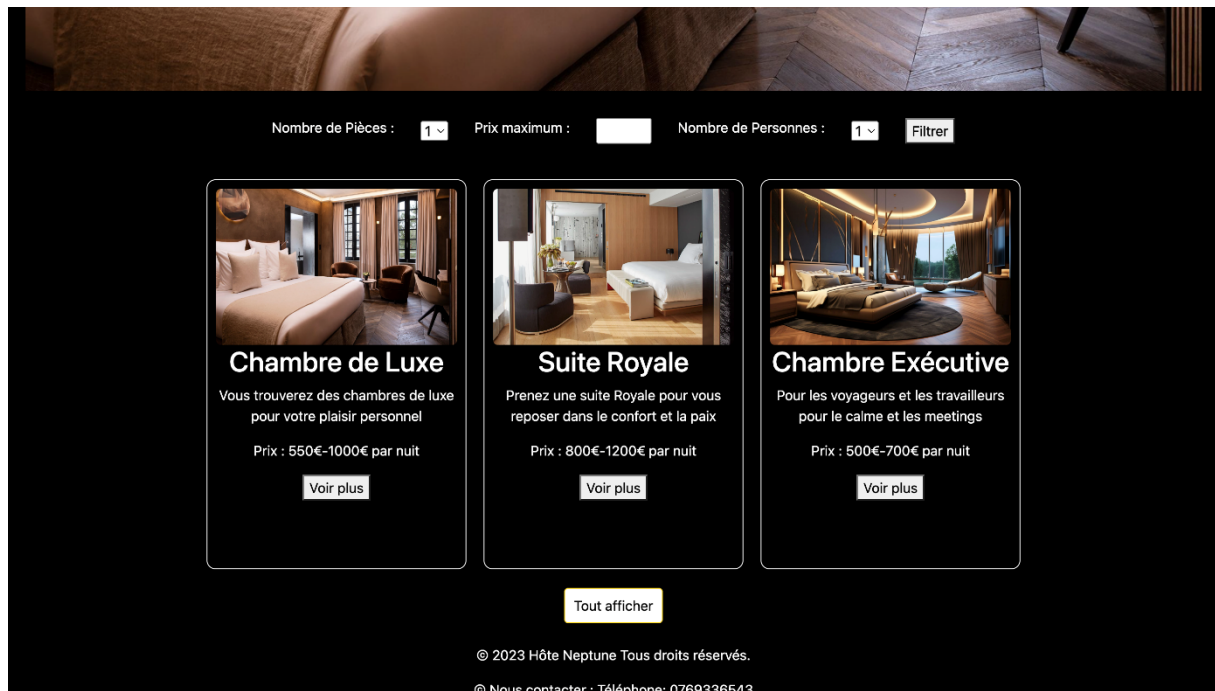 Nombre de Pièces : 1 Prix maximum : Nombre de Personnes : 1 Filtrer
Chambre de Luxe
Vous trouverez des chambres de luxe
pour votre plaisir personnel
Prix : 550€-1000€ par nuit
Voir plus
Suite Royale
Prenez une suite Royale pour vous
reposer dans le confort et la paix
Prix : 800€-1200€ par nuit
Voir plus
Chambre Exécutive
Pour les voyageurs et les travailleurs
pour le calme et les meetings
Prix : 500€-700€ par nuit
Voir plus
Tout afficher
© 2023 Hôte Neptune Tous droits réservés.
© Nous contacter : Téléphone: 0769336543